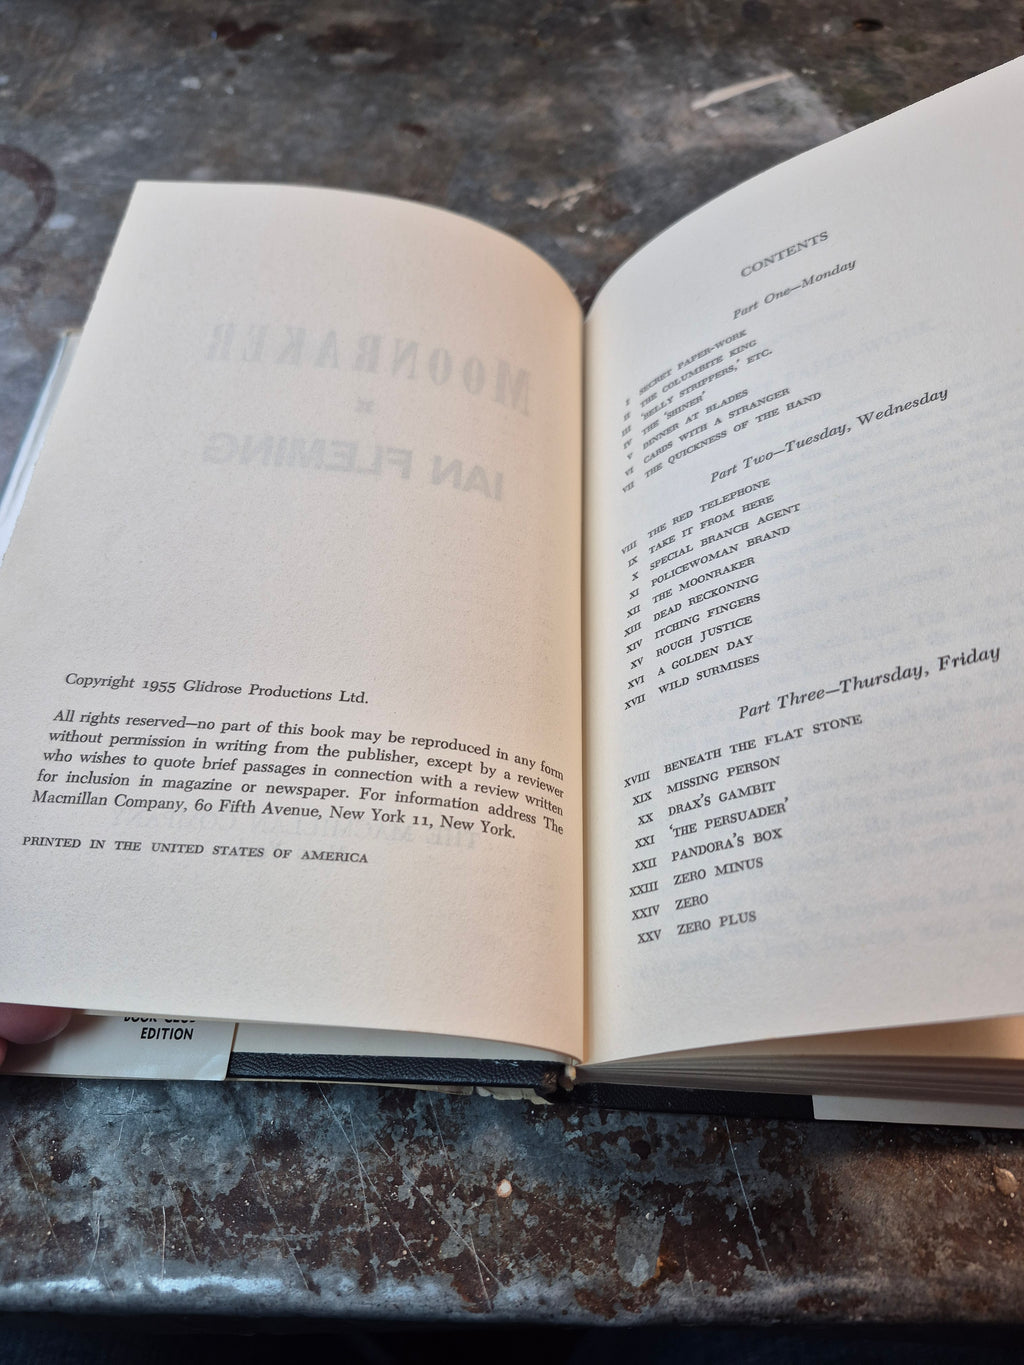 MOONRAKER
IAN FLEMING
Copyright 1955 Glidrose Productions Ltd.
All rights reserved—no part of this book may be reproduced in any form
without permission in writing from the publisher, except by a reviewer
who wishes to quote brief passages in connection with a review written
for inclusion in magazine or newspaper. For information address The
Macmillan Company, 60 Fifth Avenue, New York 11, New York.
PRINTED IN THE UNITED STATES OF AMERICA
BOOK CLUB
EDITION
CONTENTS
Part One—Monday
I SECRET PAPER-WORK
II THE COLUMBITE KING
III 'BELLY STRIPPERS,' ETC.
IV THE 'SHINER'
V DINNER AT BLADES
VI CARDS WITH A STRANGER
VII THE QUICKNESS OF THE HAND
Part Two—Tuesday, Wednesday
VIII THE RED TELEPHONE
IX TAKE IT FROM HERE
X SPECIAL BRANCH AGENT
XI POLICEWOMAN BRAND
XII THE MOONRAKER
XIII DEAD RECKONING
XIV ITCHING FINGERS
XV ROUGH JUSTICE
XVI A GOLDEN DAY
XVII WILD SURMISES
Part Three—Thursday, Friday
XVIII BENEATH THE FLAT STONE
XIX MISSING PERSON
XX DRAX'S GAMBIT
XXI 'THE PERSUADER'
XXII PANDORA'S BOX
XXIII ZERO MINUS
XXIV ZERO
XXV ZERO PLUS